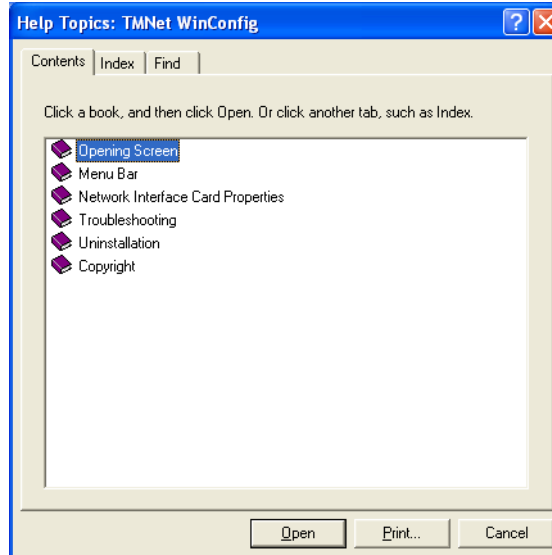 Help Topics: TMNet WinConfig
Contents Index Find
Click a book, and then click Open. Or click another tab, such as Index.
Opening Screen
Menu Bar
Network Interface Card Properties
Troubleshooting
Uninstallation
Copyright
Open Print... Cancel